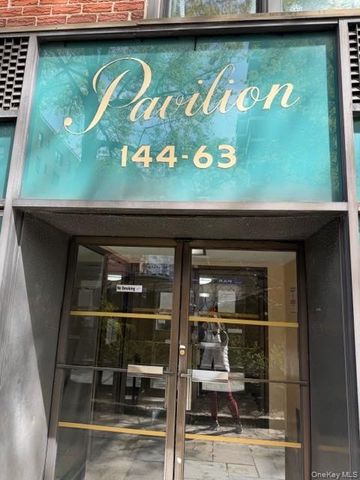 Pavilion
144-63
No Smoking
OneKey MLS